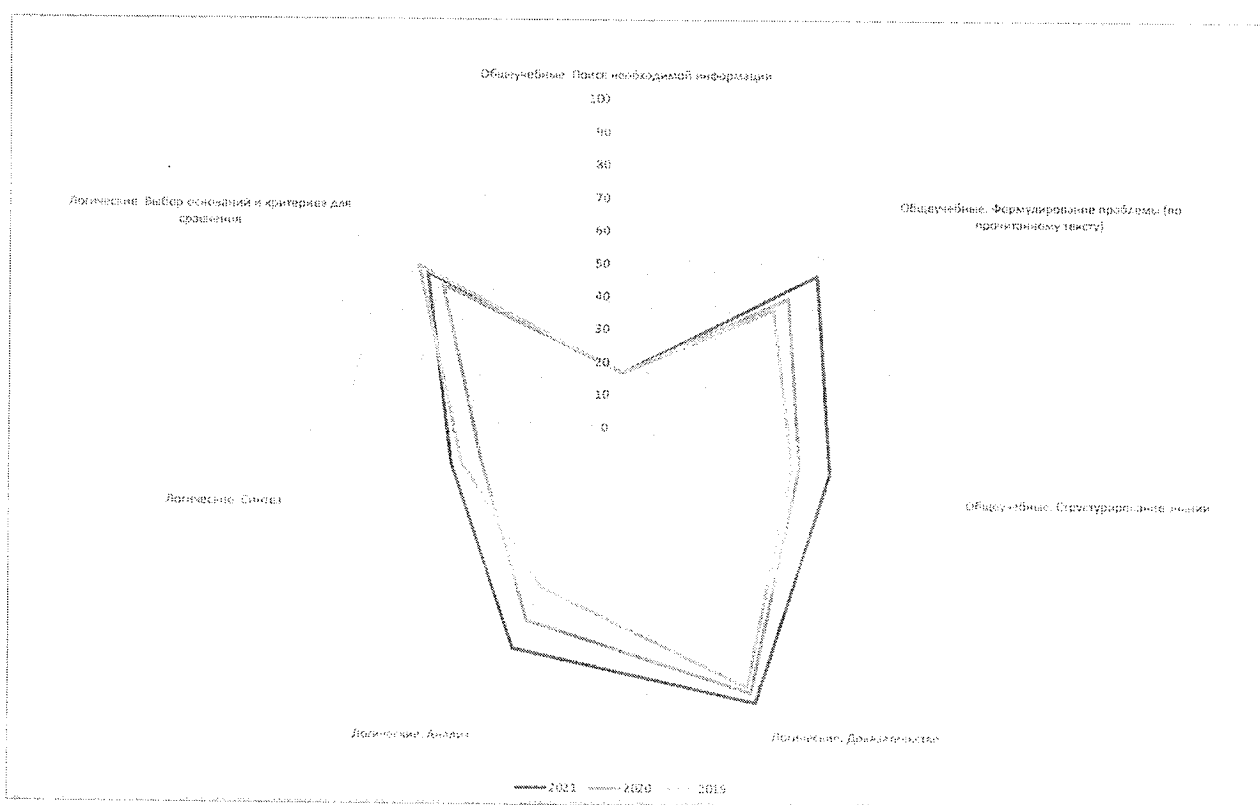 Общеучебные. Поиск необходимой информации
100
90
80
70
60
50
40
30
20
10
0
Общеучебные. Формулирование проблемы (по
прочитанному тексту)
Общеучебные. Структурирование знаний
Логические. Доказательство
Логические. Анализ
Логические. Синтез
Логические. Выбор оснований и критериев для
сравнения
2021 2020 2019